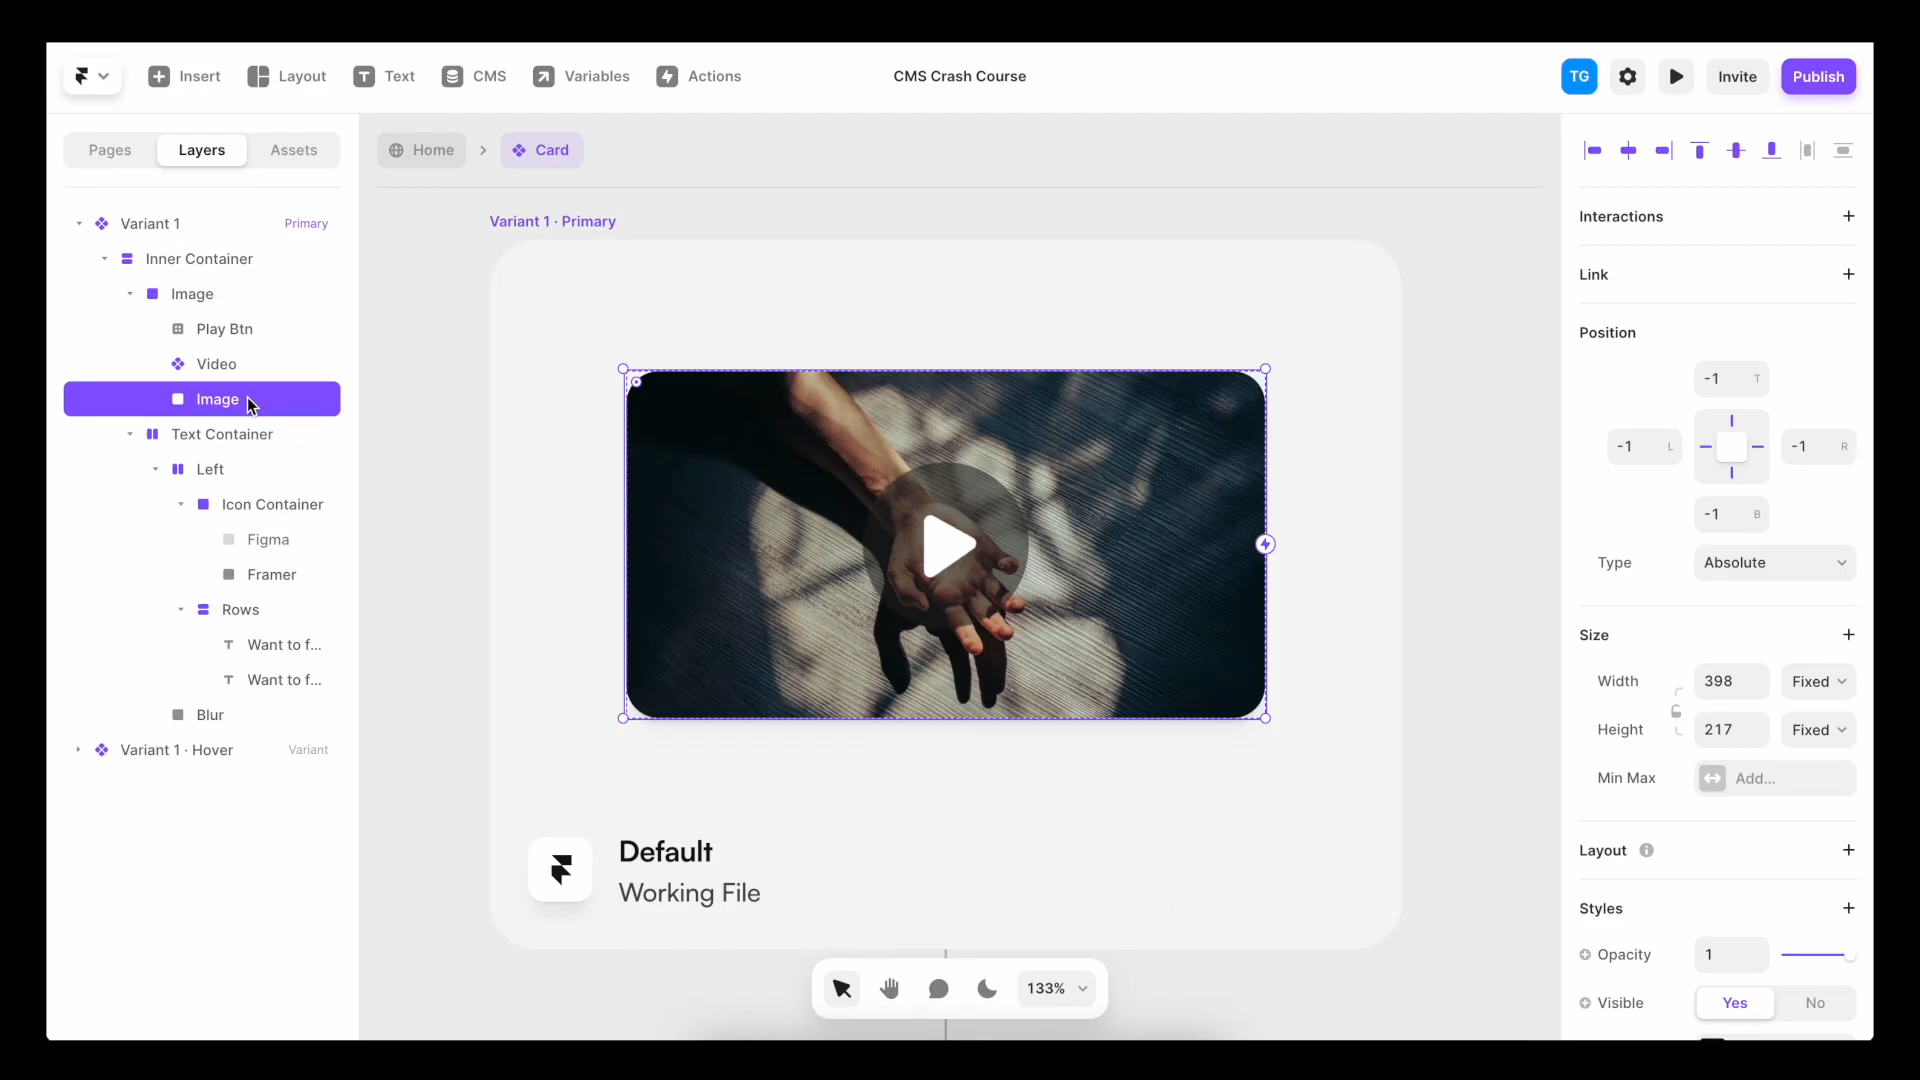 Insert
Layout
Text
CMS
Variables
Actions
CMS Crash Course
TG
Invite
Publish
Pages
Layers
Assets
Variant 1
Primary
Inner Container
Image
Play Btn
Video
Image
Text Container
Left
Icon Container
Figma
Framer
Rows
Want to f...
Want to f...
Blur
Variant 1 · Hover
Variant
Home
Card
Variant 1 · Primary
Default
Working File
133%
Interactions
Link
Position
-1 T
-1 L
-1 R
-1 B
Type
Absolute
Size
Width
398
Fixed
Height
217
Fixed
Min Max
Add...
Layout
Styles
Opacity
1
Visible
Yes
No